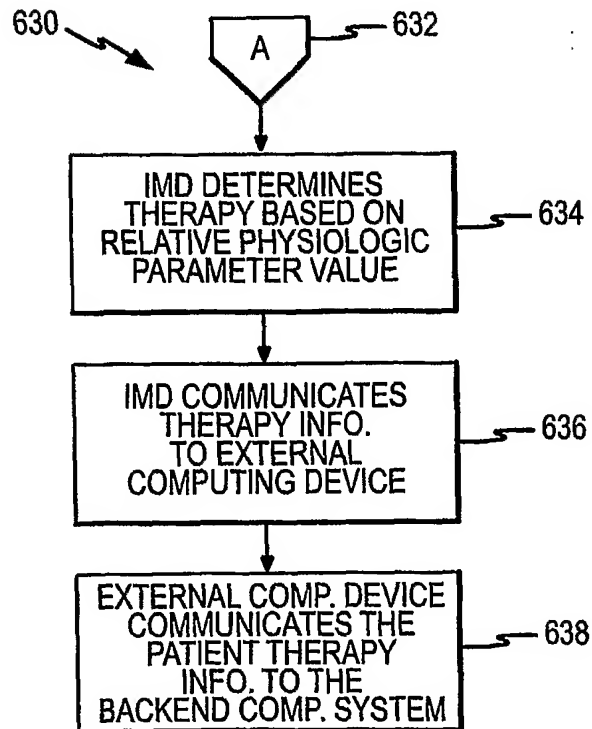 630
A
632
IMD DETERMINES
THERAPY BASED ON
RELATIVE PHYSIOLOGIC
PARAMETER VALUE
634
IMD COMMUNICATES
THERAPY INFO.
TO EXTERNAL
COMPUTING DEVICE
636
EXTERNAL COMP. DEVICE
COMMUNICATES THE
PATIENT THERAPY
INFO. TO THE
BACKEND COMP. SYSTEM
638